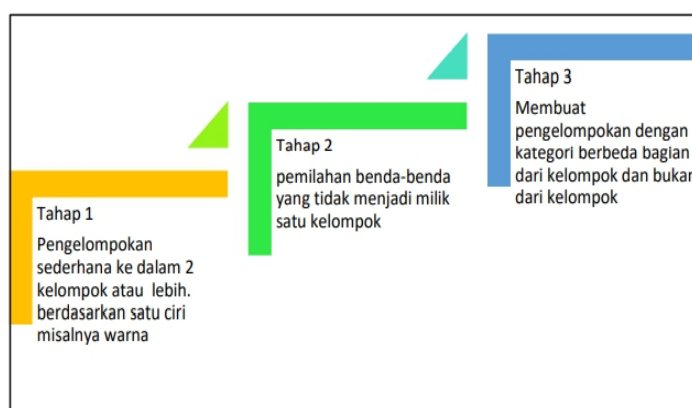 Tahap 1
Pengelompokan
sederhana ke dalam 2
kelompok atau lebih.
berdasarkan satu ciri
misalnya warna
Tahap 2
pemilahan benda-benda
yang tidak menjadi milik
satu kelompok
Tahap 3
Membuat
pengelompokan dengan
kategori berbeda bagian
dari kelompok dan bukan
dari kelompok